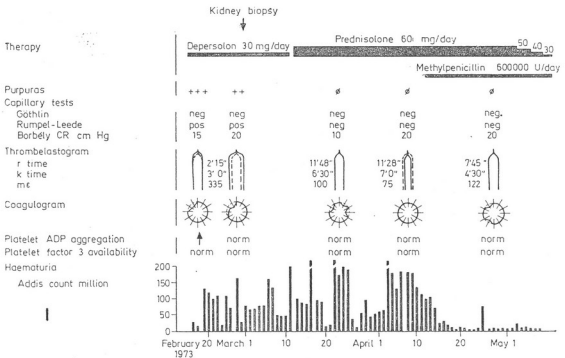 Kidney biopsy
Therapy
Depersolon 30 mg/day
Prednisolone 60 mg/day
50
40
30
Methylpenicillin 600000 U/day
Purpuras +++ ++ ø ø ø
Capillary tests
Göthlin neg neg neg neg neg.
Rumpel-Leede pos pos neg neg neg
Borbély CR cm Hg 15 20 10 20 20
Thrombelastogram
r time 2'15" 11'48" 11'28" 7'45"
k time 3' 0" 6'30" 7'0" 4'30"
mε 335 100 75 122
Coagulogram
Platelet ADP aggregation norm norm norm norm
Platelet factor 3 availability norm norm norm norm norm
Haematuria
Addis count million
200
150
100
50
0
February 20 March 1 10 20 April 1 10 20 May 1
1973